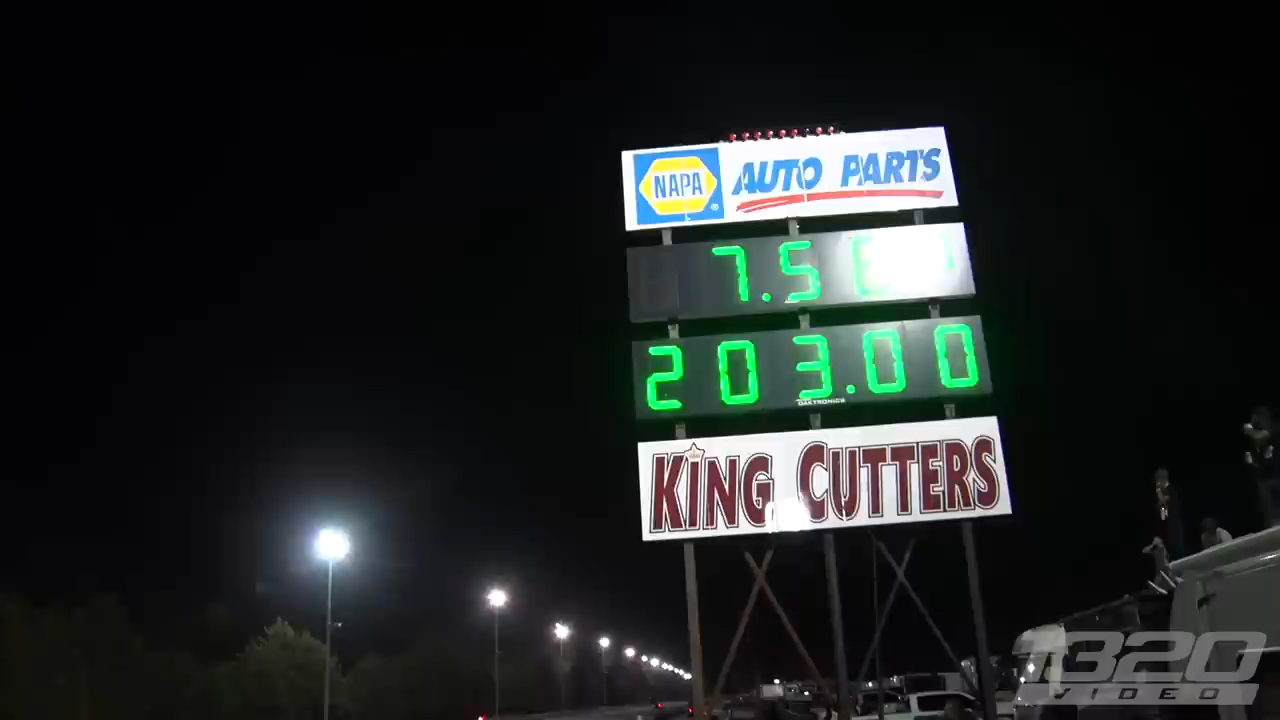 NAPA AUTO PARTS
7.5
203.00
DAKTRONICS
KING CUTTERS
1320
VIDEO